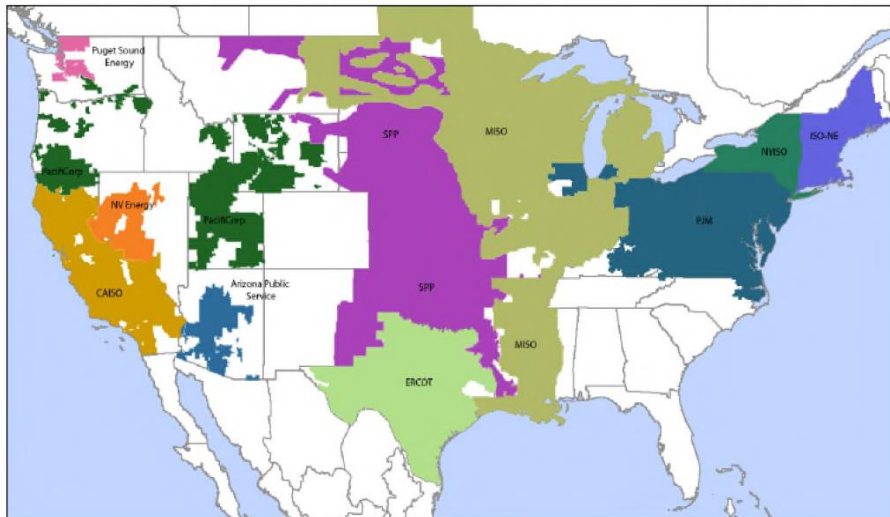 Puget Sound
Energy
SPP
MISO
NYISO
ISO-NE
PacifiCorp
NV Energy
PacifiCorp
PJM
CAISO
Arizona Public
Service
SPP
MISO
ERCOT